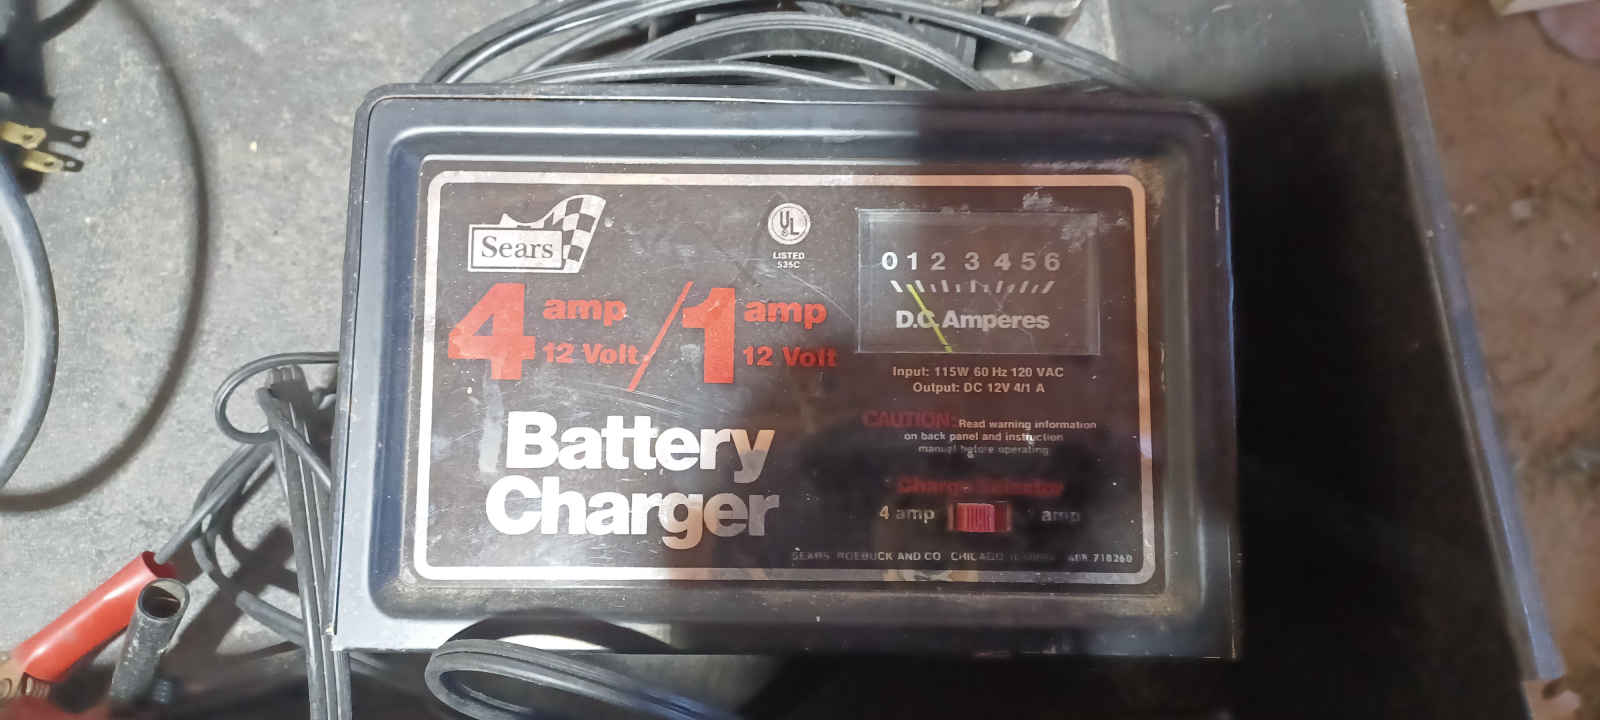 Sears
UL
LISTED
535C
4 amp 12 Volt / 1 amp 12 Volt
0 1 2 3 4 5 6
D.C. Amperes
Input: 115W 60 Hz 120 VAC
Output: DC 12V 4/1 A
CAUTION: Read warning information
on back panel and instruction
manual before operating
Battery
Charger
Charge Selector
4 amp 1 amp
SEARS ROEBUCK AND CO CHICAGO 718260